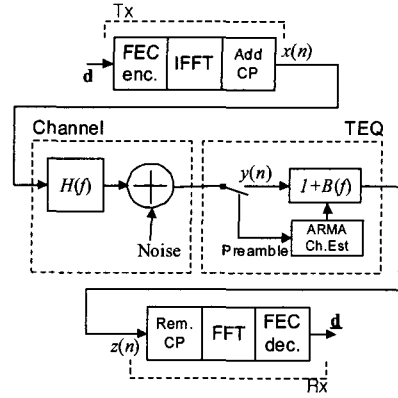 Tx
d
FEC enc.
IFFT
Add CP
x(n)
Channel
TEQ
H(f)
Noise
y(n)
1+B(f)
Preamble
ARMA Ch.Est
z(n)
Rem. CP
FFT
FEC dec.
d
Rx